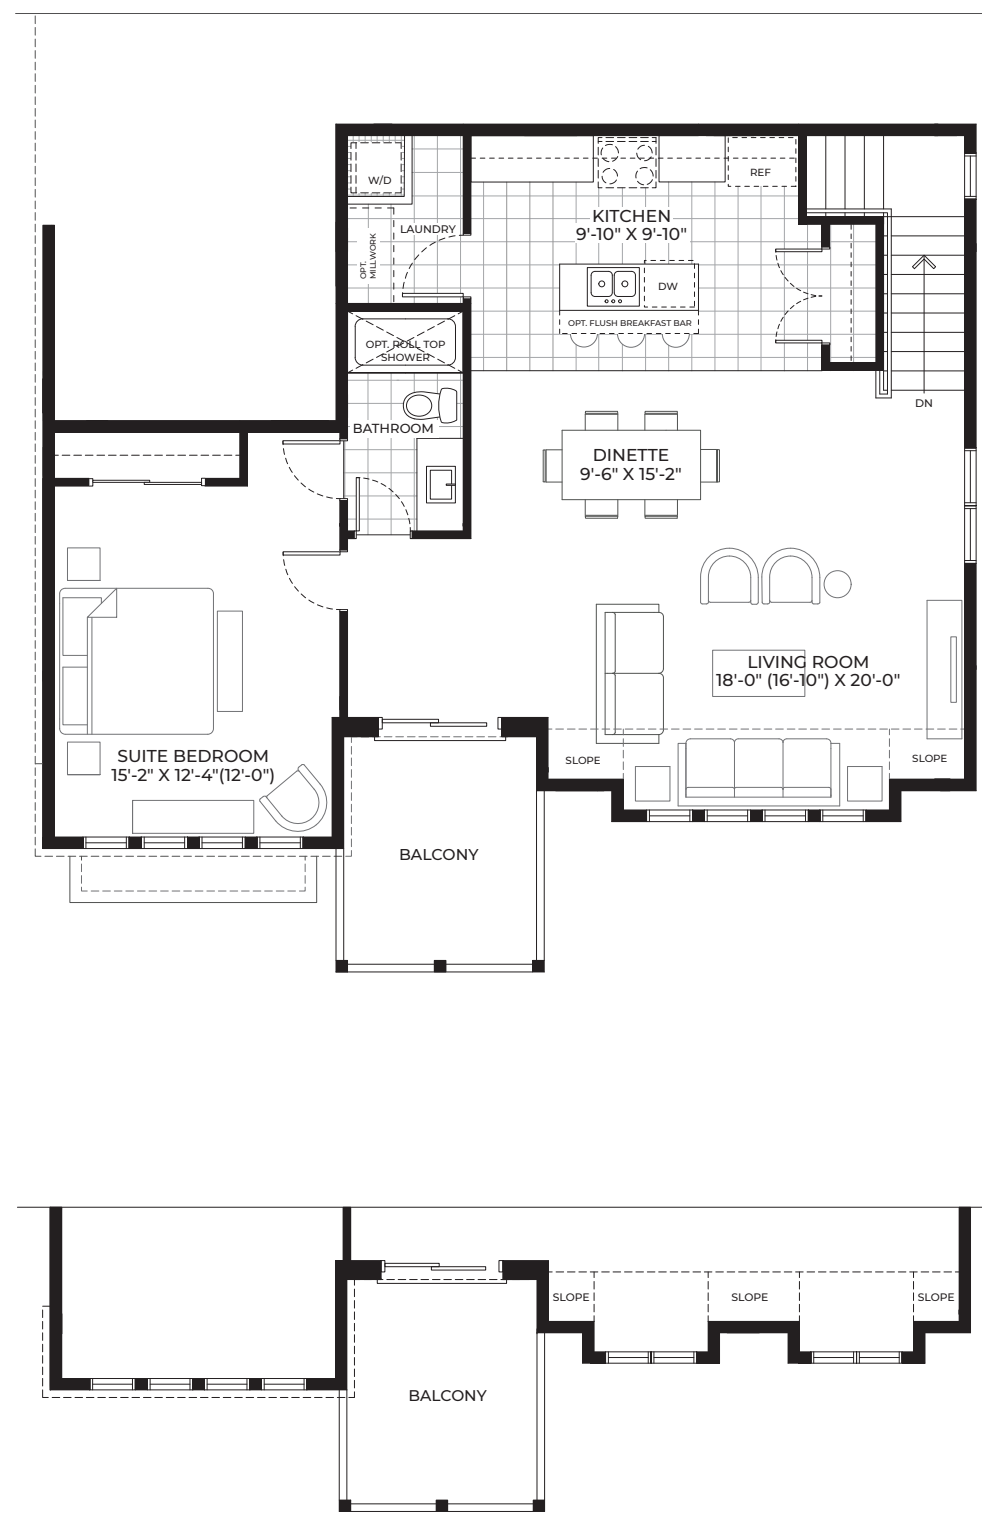 W/D
REF
KITCHEN
9'-10" X 9'-10"
LAUNDRY
OPT.
MILLWORK
DW
OPT. FLUSH BREAKFAST BAR
OPT. ROLL TOP
SHOWER
DN
BATHROOM
DINETTE
9'-6" X 15'-2"
LIVING ROOM
18'-0" (16'-10") X 20'-0"
SUITE BEDROOM
15'-2" X 12'-4"(12'-0")
SLOPE
SLOPE
BALCONY
SLOPE
SLOPE
SLOPE
BALCONY